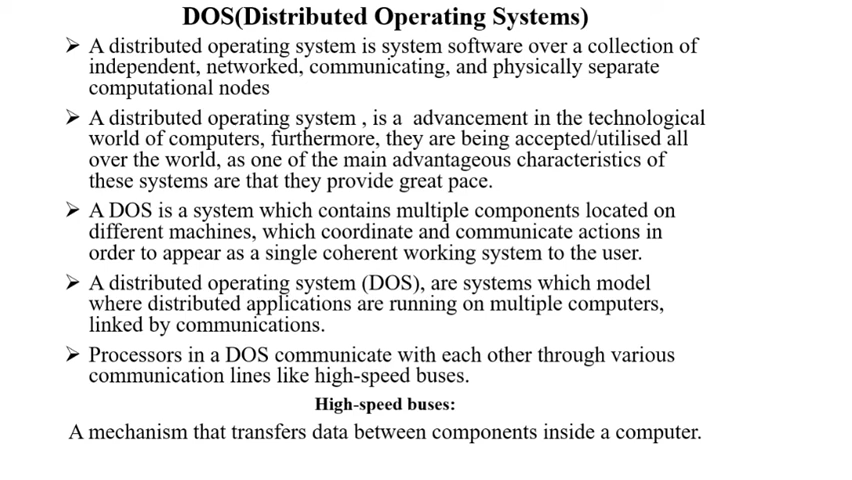 DOS(Distributed Operating Systems)
➢ A distributed operating system is system software over a collection of
independent, networked, communicating, and physically separate
computational nodes
➢ A distributed operating system , is a advancement in the technological
world of computers, furthermore, they are being accepted/utilised all
over the world, as one of the main advantageous characteristics of
these systems are that they provide great pace.
➢ A DOS is a system which contains multiple components located on
different machines, which coordinate and communicate actions in
order to appear as a single coherent working system to the user.
➢ A distributed operating system (DOS), are systems which model
where distributed applications are running on multiple computers,
linked by communications.
➢ Processors in a DOS communicate with each other through various
communication lines like high-speed buses.
High-speed buses:
A mechanism that transfers data between components inside a computer.